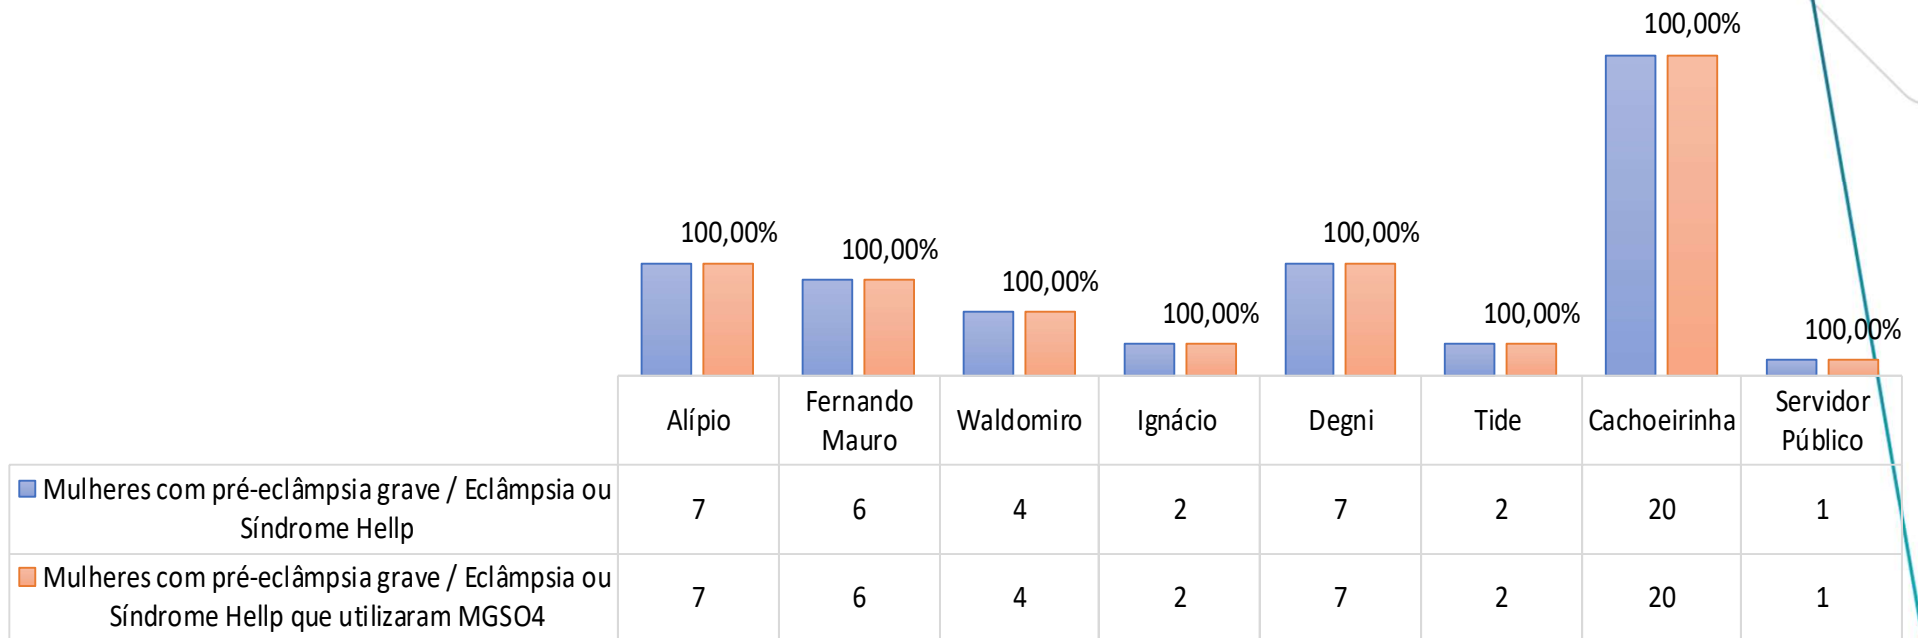 100,00%
100,00%
100,00%
100,00%
100,00%
100,00%
100,00%
100,00%
Alípio
Fernando
Mauro
Waldomiro
Ignácio
Degni
Tide
Cachoeirinha
Servidor
Público
Mulheres com pré-eclâmpsia grave / Eclâmpsia ou
Síndrome Hellp
7 6 4 2 7 2 20 1
Mulheres com pré-eclâmpsia grave / Eclâmpsia ou
Síndrome Hellp que utilizaram MGSO4
7 6 4 2 7 2 20 1